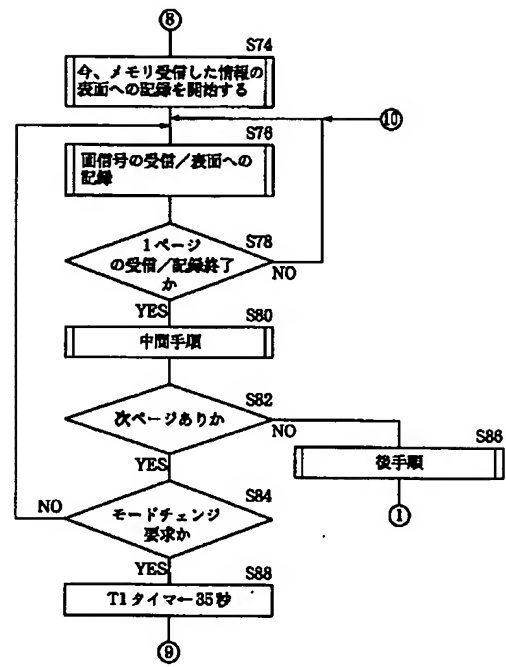 ⑧
S74
今、メモリ受信した情報の
表面への記録を開始する
⑩
S76
画信号の受信／表面への
記録
S78
1ページ
の受信／記録終了
か
NO
YES
S80
中間手順
S82
次ページありか
NO
YES
S86
後手順
①
S84
NO
モードチェンジ
要求か
YES
S88
T1タイマ←35秒
⑨